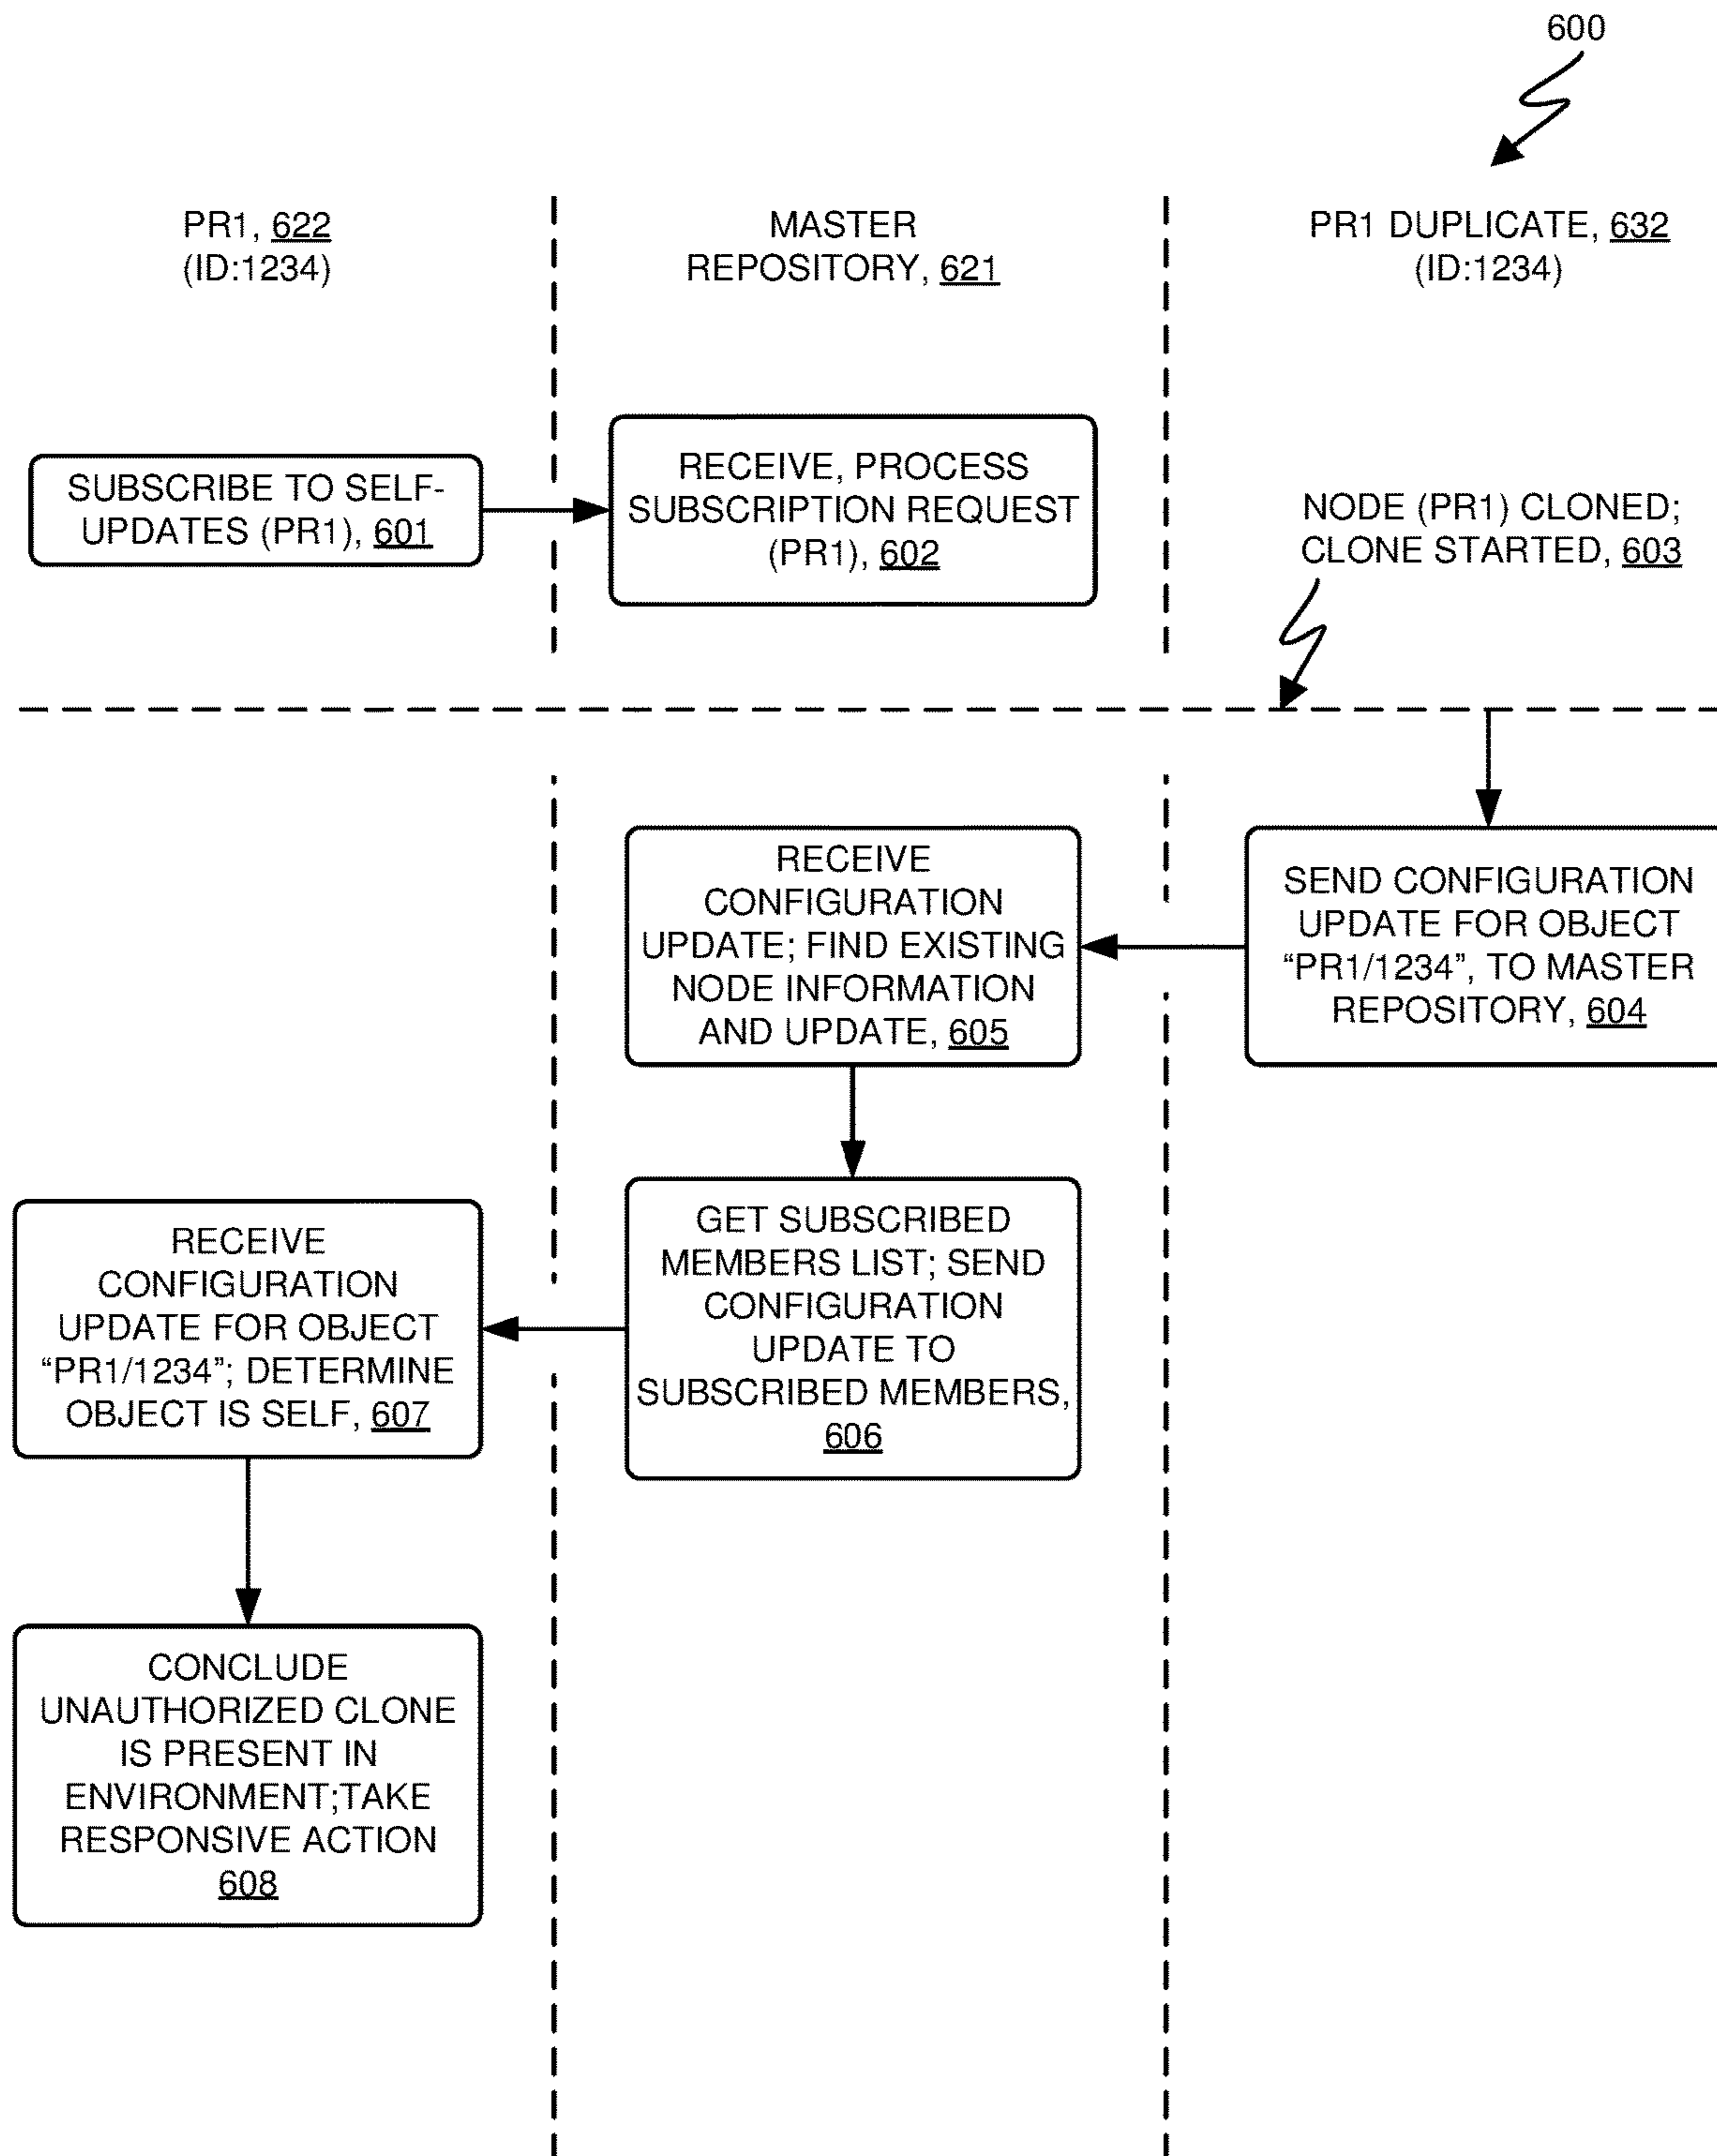 600
PR1, 622
(ID:1234)
MASTER
REPOSITORY, 621
PR1 DUPLICATE, 632
(ID:1234)
SUBSCRIBE TO SELF-
UPDATES (PR1), 601
RECEIVE, PROCESS
SUBSCRIPTION REQUEST
(PR1), 602
NODE (PR1) CLONED;
CLONE STARTED, 603
SEND CONFIGURATION
UPDATE FOR OBJECT
“PR1/1234”, TO MASTER
REPOSITORY, 604
RECEIVE
CONFIGURATION
UPDATE; FIND EXISTING
NODE INFORMATION
AND UPDATE, 605
GET SUBSCRIBED
MEMBERS LIST; SEND
CONFIGURATION
UPDATE TO
SUBSCRIBED MEMBERS,
606
RECEIVE
CONFIGURATION
UPDATE FOR OBJECT
“PR1/1234”; DETERMINE
OBJECT IS SELF, 607
CONCLUDE
UNAUTHORIZED CLONE
IS PRESENT IN
ENVIRONMENT;TAKE
RESPONSIVE ACTION
608